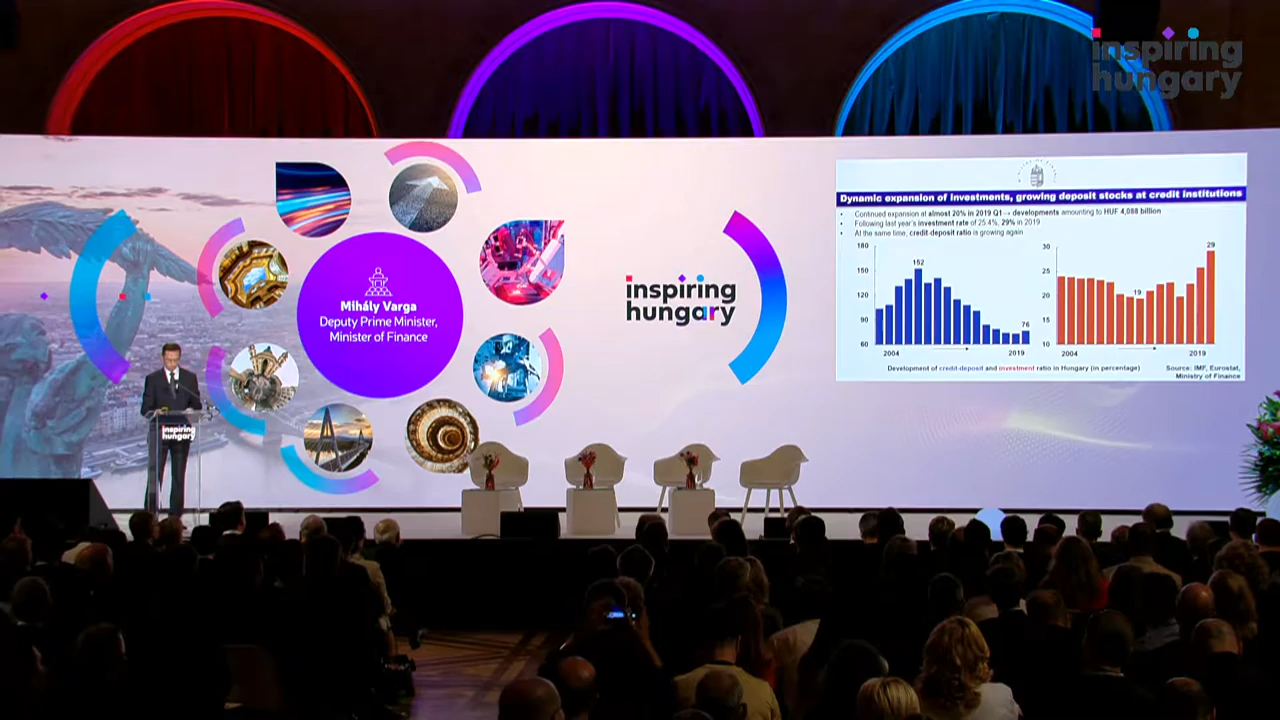 inspiring
hungary
Mihály Varga
Deputy Prime Minister,
Minister of Finance
inspiring
hungary
inspiring
hungary
Dynamic expansion of investments, growing deposit stocks at credit institutions
• Continued expansion at almost 20% in 2019 Q1→ developments amounting to HUF 4,088 billion
• Following last year's investment rate of 25.4%, 29% in 2019
• At the same time, credit-deposit ratio is growing again
180
150
120
90
60
152
76
2004
2019
30
25
20
15
10
19
29
2004
2019
Development of credit-deposit and investment ratio in Hungary (in percentage)
Source: IMF, Eurostat,
Ministry of Finance